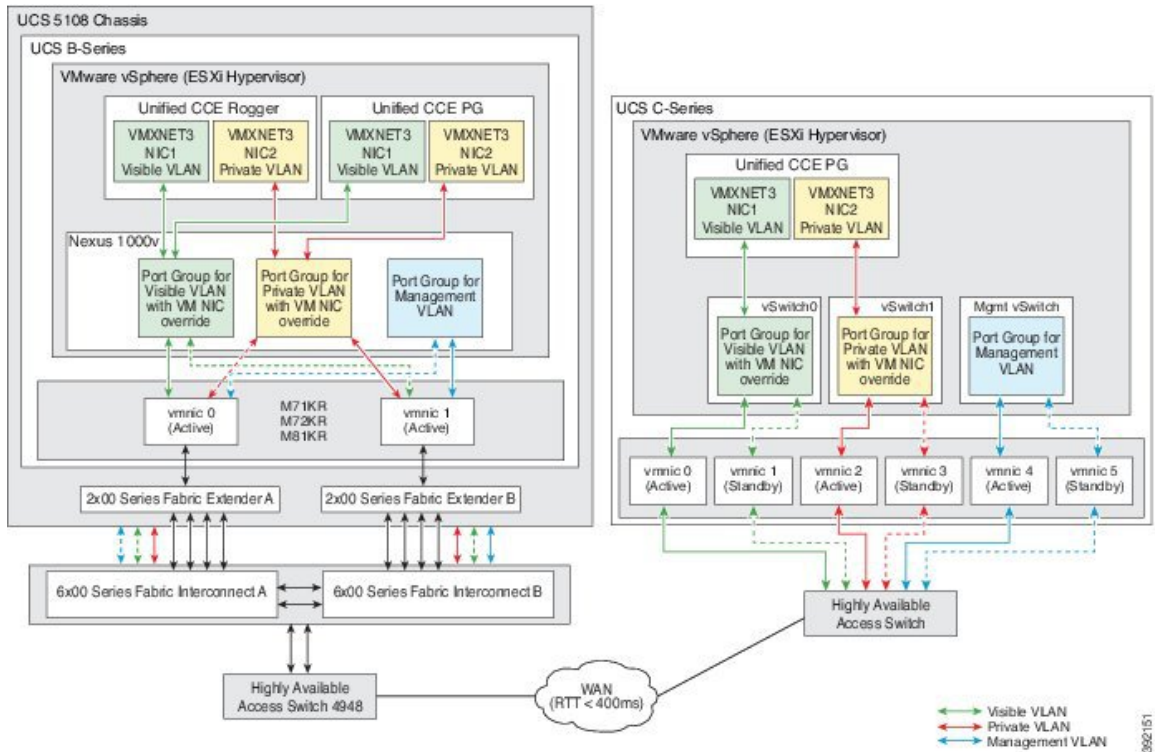 UCS 5108 Chassis
UCS B-Series
VMware vSphere (ESXi Hypervisor)
Unified CCE Rogger
VMXNET3
NIC1
Visible VLAN
VMXNET3
NIC2
Private VLAN
Unified CCE PG
VMXNET3
NIC1
Visible VLAN
VMXNET3
NIC2
Private VLAN
Nexus 1000v
Port Group for
Visible VLAN
with VM NIC
override
Port Group for
Private VLAN
with VM NIC
override
Port Group for
Management
VLAN
vmnic 0
(Active)
M71KR
M72KR
M81KR
vmnic 1
(Active)
2x00 Series Fabric Extender A
2x00 Series Fabric Extender B
6x00 Series Fabric Interconnect A
6x00 Series Fabric Interconnect B
Highly Available
Access Switch 4948
WAN
(RTT < 400ms)
UCS C-Series
VMware vSphere (ESXi Hypervisor)
Unified CCE PG
VMXNET3
NIC1
Visible VLAN
VMXNET3
NIC2
Private VLAN
vSwitch0
Port Group for
Visible VLAN
with VM NIC
override
vSwitch1
Port Group for
Private VLAN
with VM NIC
override
Mgmt vSwitch
Port Group for
Management
VLAN
vmnic 0
(Active)
vmnic 1
(Standby)
vmnic 2
(Active)
vmnic 3
(Standby)
vmnic 4
(Active)
vmnic 5
(Standby)
Highly Available
Access Switch
Visible VLAN
Private VLAN
Management VLAN
392151